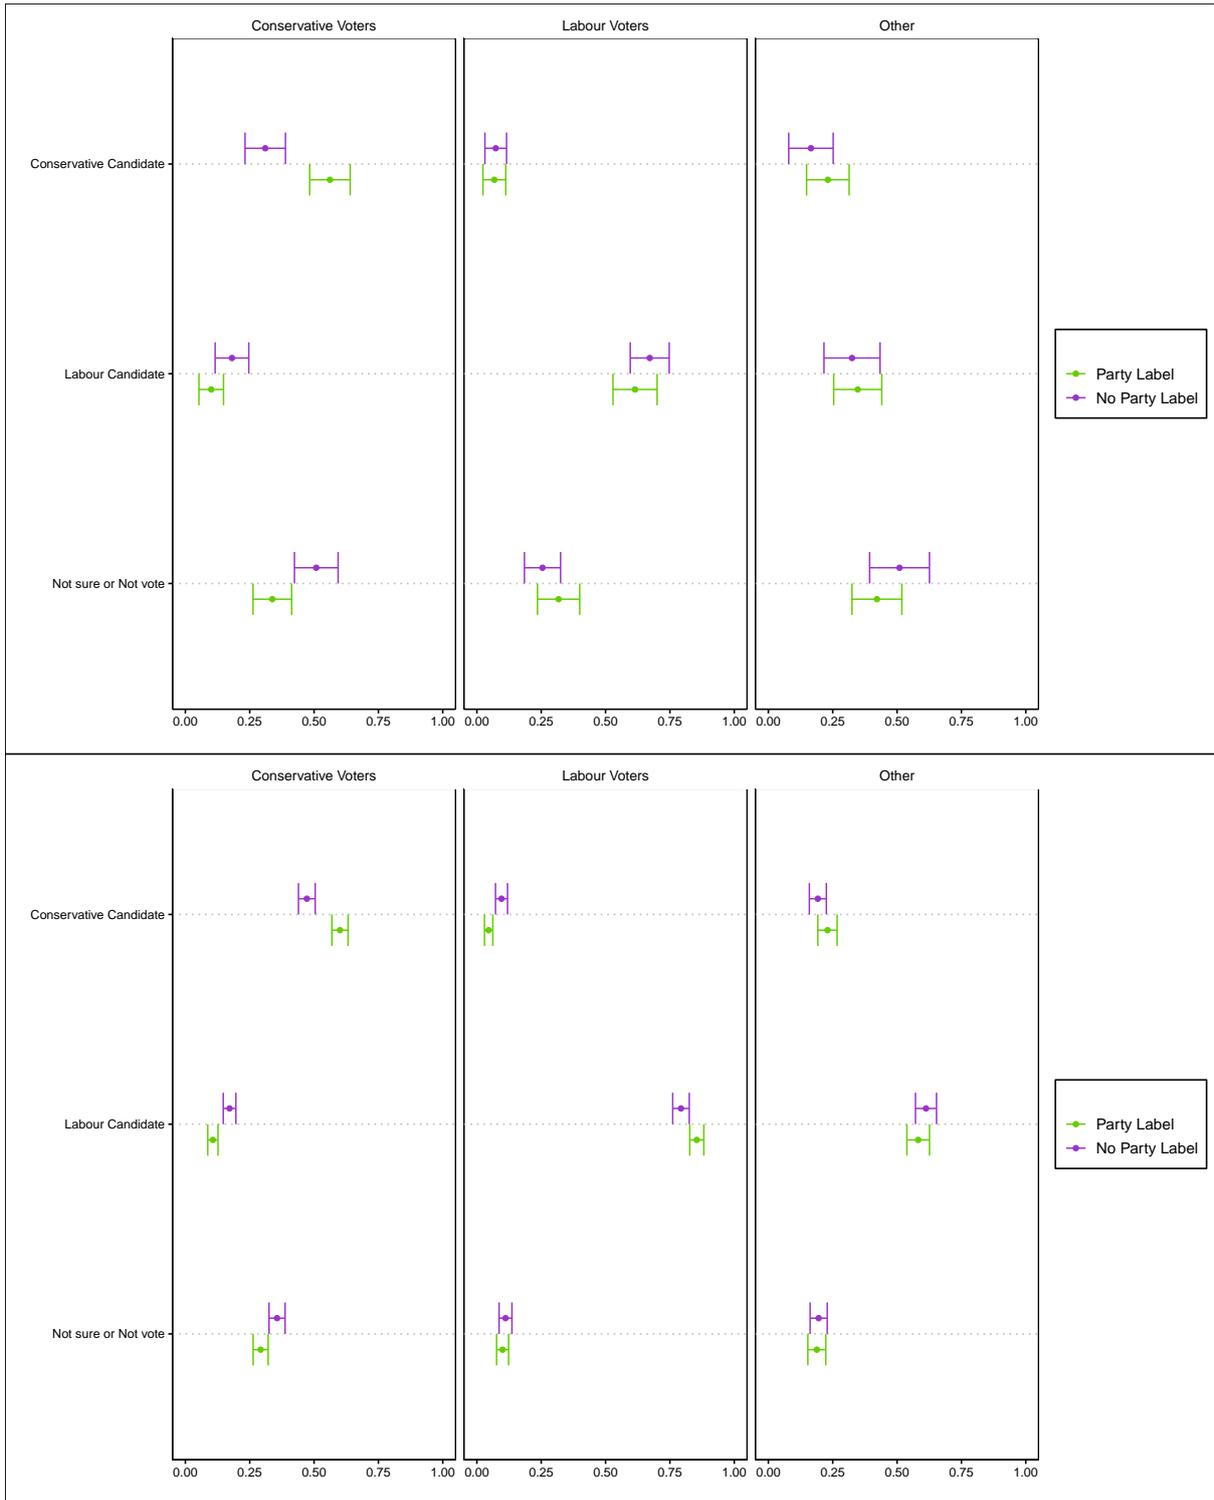 Conservative Voters Labour Voters Other
Conservative Candidate
Labour Candidate
Not sure or Not vote
0.00 0.25 0.50 0.75 1.00 0.00 0.25 0.50 0.75 1.00 0.00 0.25 0.50 0.75 1.00
Party Label
No Party Label
Conservative Voters Labour Voters Other
Conservative Candidate
Labour Candidate
Not sure or Not vote
0.00 0.25 0.50 0.75 1.00 0.00 0.25 0.50 0.75 1.00 0.00 0.25 0.50 0.75 1.00
Party Label
No Party Label